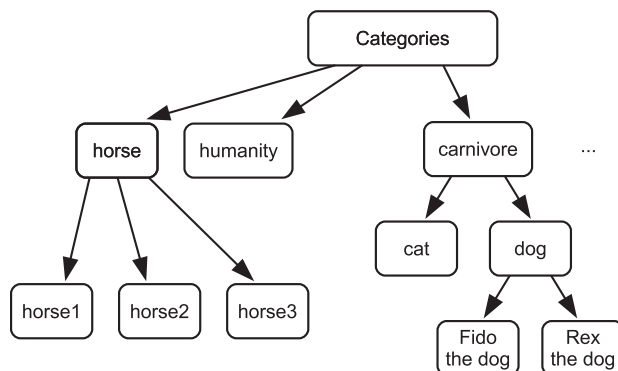 Categories
horse
humanity
carnivore
...
cat
dog
horse1
horse2
horse3
Fido
the dog
Rex
the dog